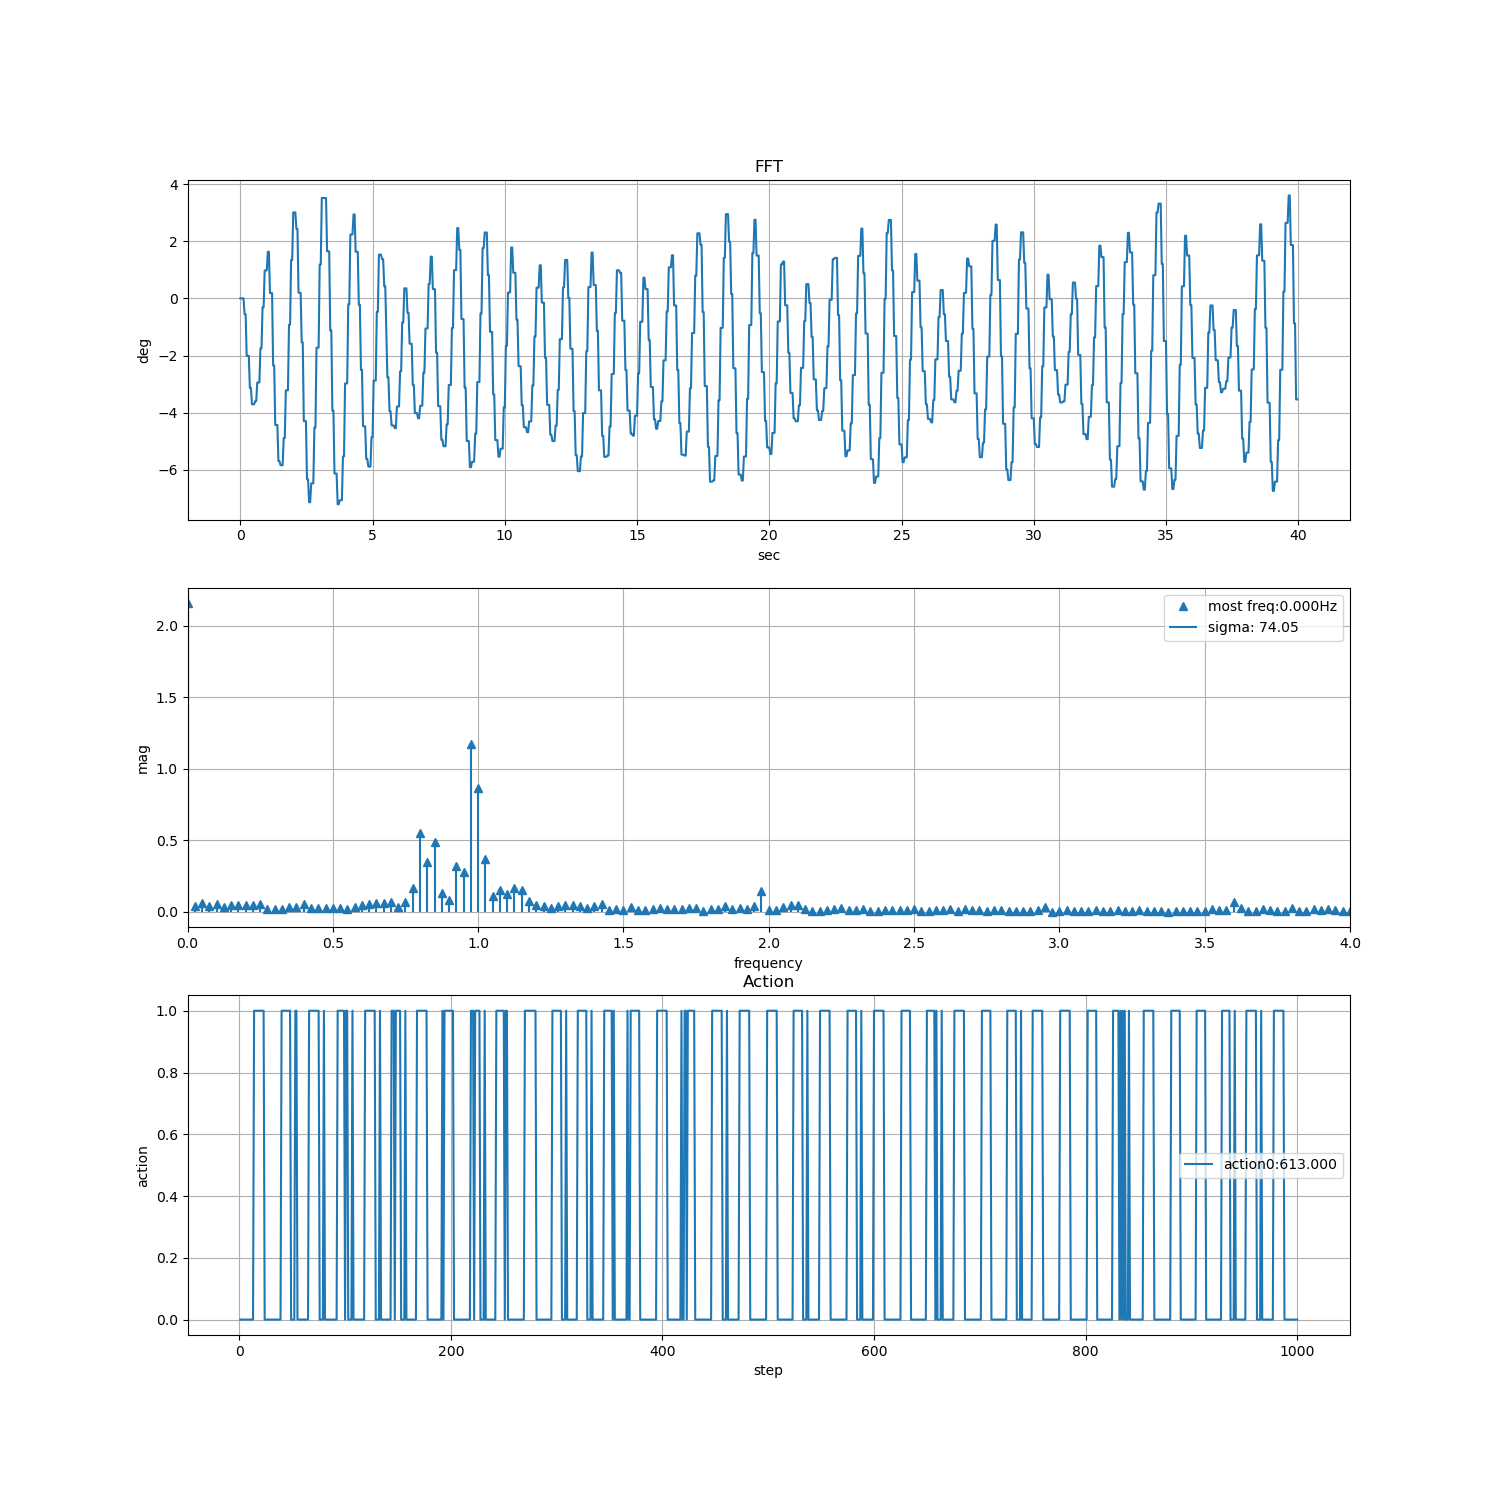 FFT
4
2
0
−2
−4
−6
deg
0 5 10 15 20 25 30 35 40
sec
most freq:0.000Hz
sigma: 74.05
2.0
1.5
1.0
0.5
0.0
mag
0.0 0.5 1.0 1.5 2.0 2.5 3.0 3.5 4.0
frequency
Action
1.0
0.8
0.6
0.4
0.2
0.0
action
action0:613.000
0 200 400 600 800 1000
step